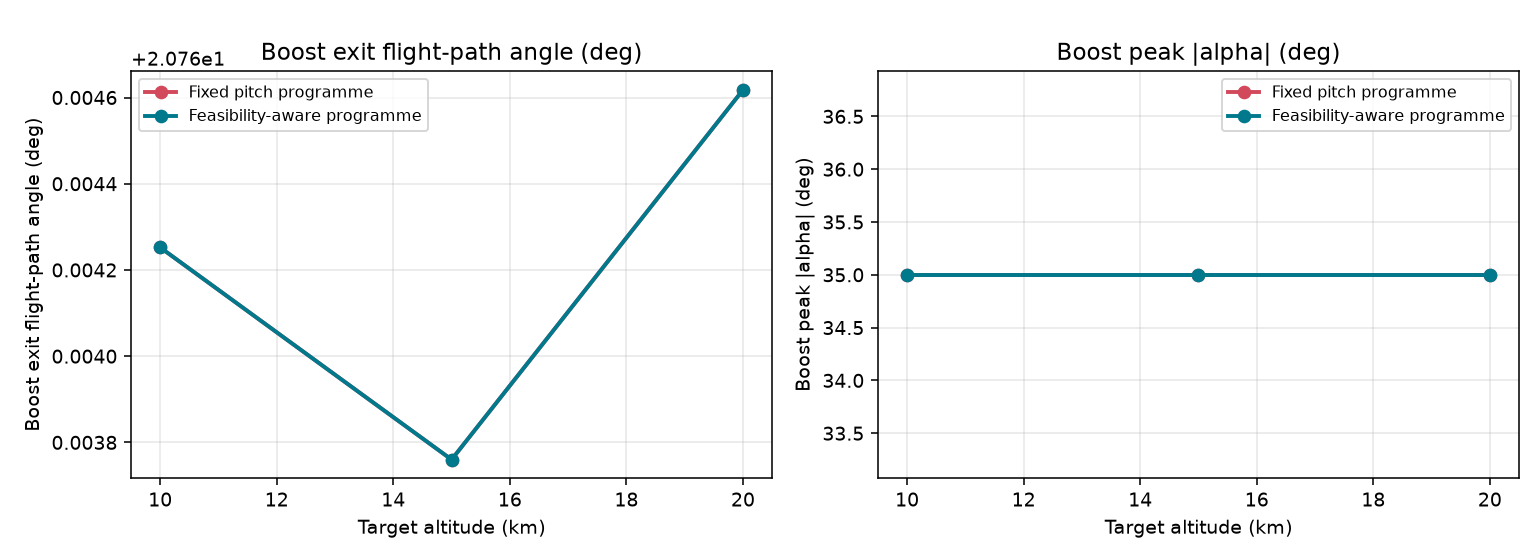 Boost exit flight-path angle (deg)
+2.076e1
Fixed pitch programme
Feasibility-aware programme
Boost exit flight-path angle (deg)
0.0046
0.0044
0.0042
0.0040
0.0038
10 12 14 16 18 20
Target altitude (km)
Boost peak |alpha| (deg)
Fixed pitch programme
Feasibility-aware programme
Boost peak |alpha| (deg)
36.5
36.0
35.5
35.0
34.5
34.0
33.5
10 12 14 16 18 20
Target altitude (km)